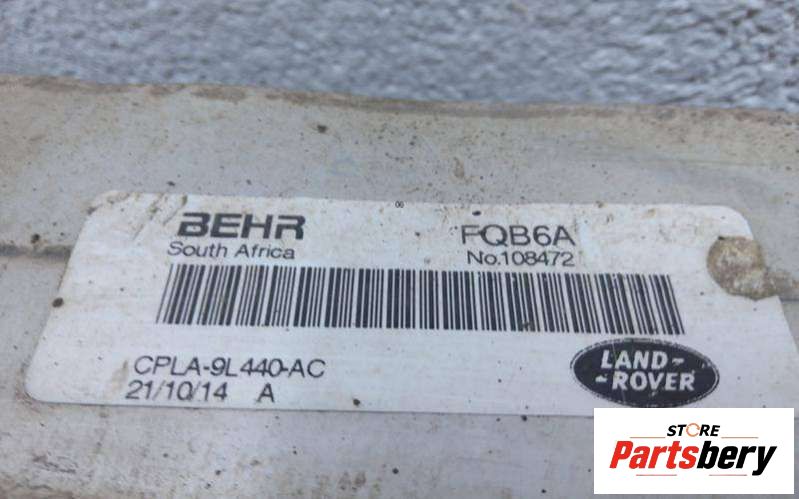 BEHR
South Africa
FQB6A
No.108472
CPLA-9L440-AC
21/10/14 A
LAND-
-ROVER
STORE
Partsbery